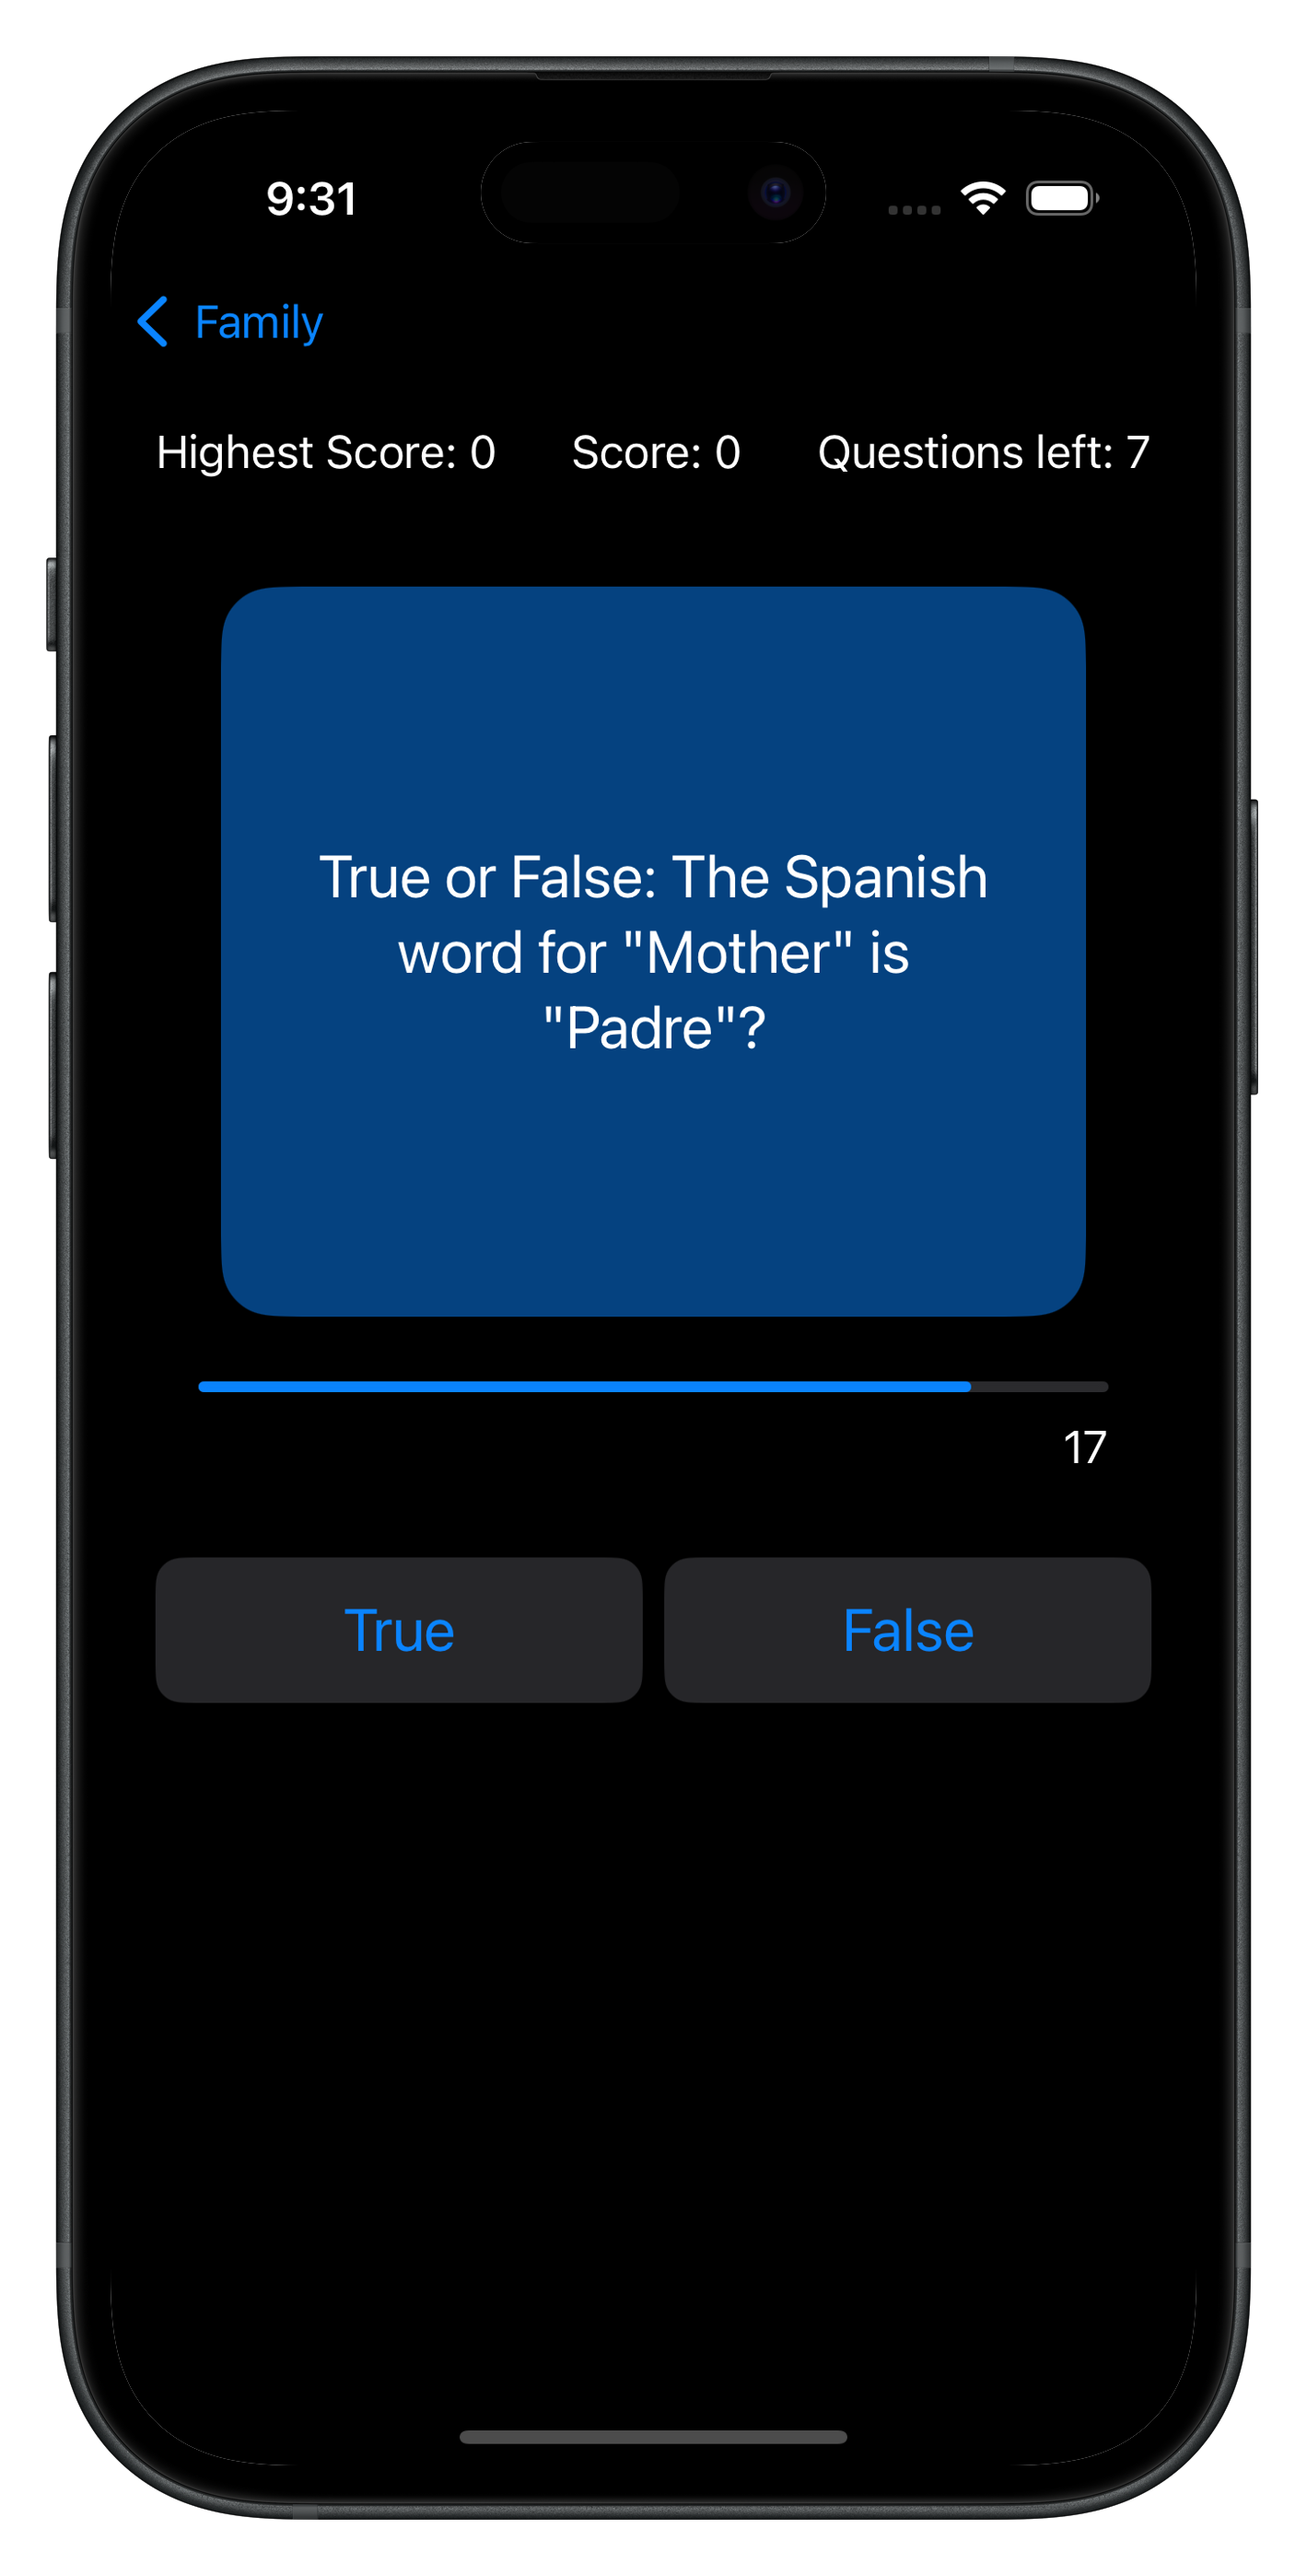 9:31
Family
Highest Score: 0 Score: 0 Questions left: 7
True or False: The Spanish
word for "Mother" is
"Padre"?
17
True False